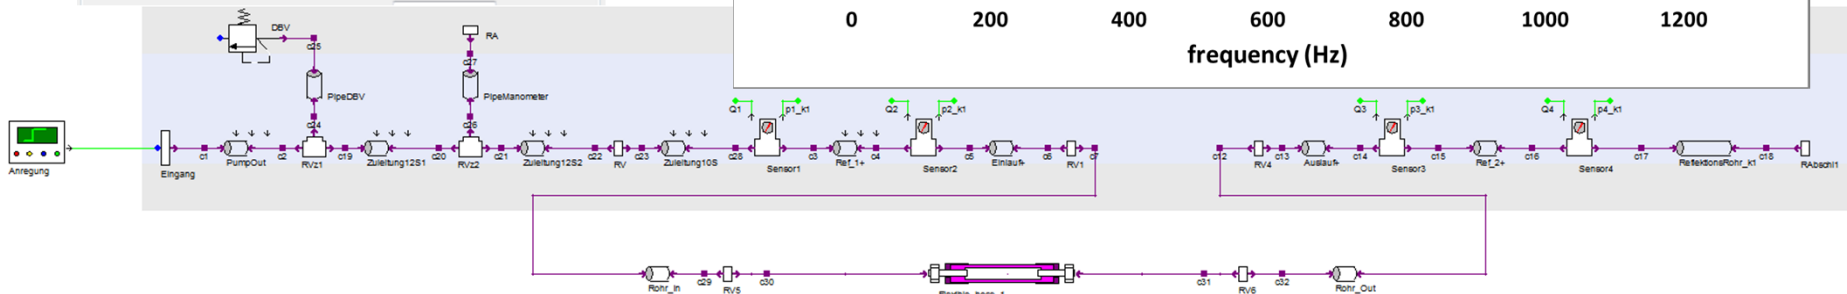 0 200 400 600 800 1000 1200
frequency (Hz)
DBV
c25
RA
c27
PipeDBV
PipeManometer
c24
c26
Q1 p1_k1 Q2 p2_k1 Q3 p3_k1 Q4 p4_k1
Anregung
Eingang
c1 PumpOut c2 RVz1 c19 Zuleitung12S1 c20 RVz2 c21 Zuleitung12S2 c22 RV c23 Zuleitung10S c28 Sensor1 c3 Ref_1+ c4 Sensor2 c5 Einlauf+ c6 RV1 c7
c12 RV4 c13 Auslauf+ c14 Sensor3 c15 Ref_2+ c16 Sensor4 c17 ReflektionsRohr_k1 c18 RAbschl1
Rohr_In c29 RV5 c30 c31 RV6 c32 Rohr_Out